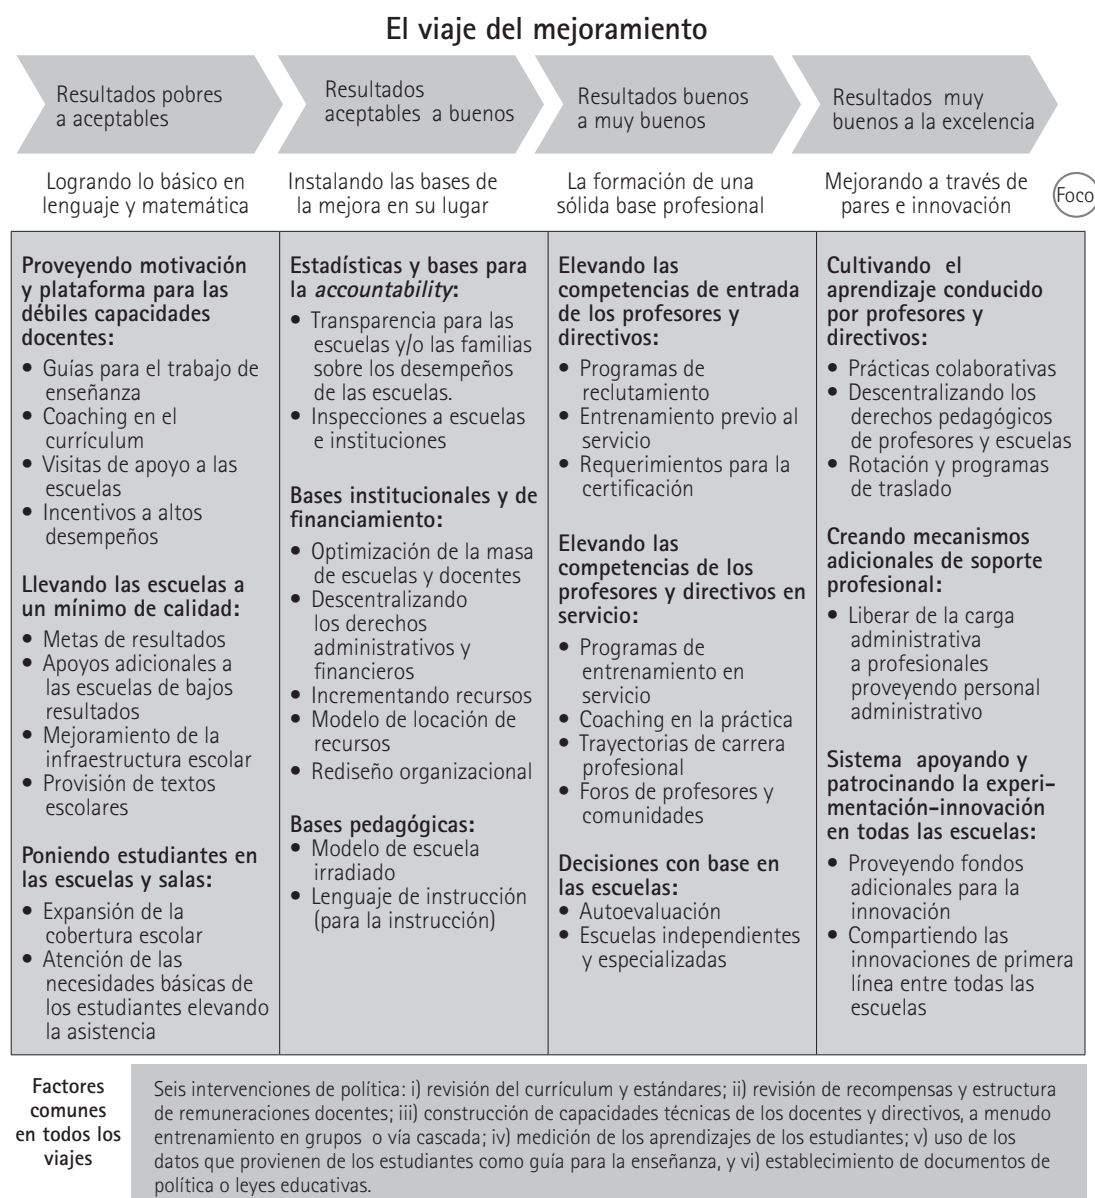 El viaje del mejoramiento
Resultados pobres
a aceptables
Resultados
aceptables a buenos
Resultados buenos
a muy buenos
Resultados muy
buenos a la excelencia
Logrando lo básico en
lenguaje y matemática
Instalando las bases de
la mejora en su lugar
La formación de una
sólida base profesional
Mejorando a través de
pares e innovación
Foco
Proveyendo motivación
y plataforma para las
débiles capacidades
docentes:
• Guías para el trabajo de
enseñanza
• Coaching en el
currículum
• Visitas de apoyo a las
escuelas
• Incentivos a altos
desempeños
Llevando las escuelas a
un mínimo de calidad:
• Metas de resultados
• Apoyos adicionales a
las escuelas de bajos
resultados
• Mejoramiento de la
infraestructura escolar
• Provisión de textos
escolares
Poniendo estudiantes en
las escuelas y salas:
• Expansión de la
cobertura escolar
• Atención de las
necesidades básicas de
los estudiantes elevando
la asistencia
Estadísticas y bases para
la accountability:
• Transparencia para las
escuelas y/o las familias
sobre los desempeños
de las escuelas.
• Inspecciones a escuelas
e instituciones
Bases institucionales y de
financiamiento:
• Optimización de la masa
de escuelas y docentes
• Descentralizando
los derechos
administrativos y
financieros
• Incrementando recursos
• Modelo de locación de
recursos
• Rediseño organizacional
Bases pedagógicas:
• Modelo de escuela
irradiado
• Lenguaje de instrucción
(para la instrucción)
Elevando las
competencias de entrada
de los profesores y
directivos:
• Programas de
reclutamiento
• Entrenamiento previo al
servicio
• Requerimientos para la
certificación
Elevando las
competencias de los
profesores y directivos en
servicio:
• Programas de
entrenamiento en
servicio
• Coaching en la práctica
• Trayectorias de carrera
profesional
• Foros de profesores y
comunidades
Decisiones con base en
las escuelas:
• Autoevaluación
• Escuelas independientes
y especializadas
Cultivando el
aprendizaje conducido
por profesores y
directivos:
• Prácticas colaborativas
• Descentralizando los
derechos pedagógicos
de profesores y escuelas
• Rotación y programas
de traslado
Creando mecanismos
adicionales de soporte
profesional:
• Liberar de la carga
administrativa
a profesionales
proveyendo personal
administrativo
Sistema apoyando y
patrocinando la experi-
mentación-innovación
en todas las escuelas:
• Proveyendo fondos
adicionales para la
innovación
• Compartiendo las
innovaciones de primera
línea entre todas las
escuelas
Factores
comunes
en todos los
viajes
Seis intervenciones de política: i) revisión del currículum y estándares; ii) revisión de recompensas y estructura
de remuneraciones docentes; iii) construcción de capacidades técnicas de los docentes y directivos, a menudo
entrenamiento en grupos o vía cascada; iv) medición de los aprendizajes de los estudiantes; v) uso de los
datos que provienen de los estudiantes como guía para la enseñanza, y vi) establecimiento de documentos de
política o leyes educativas.